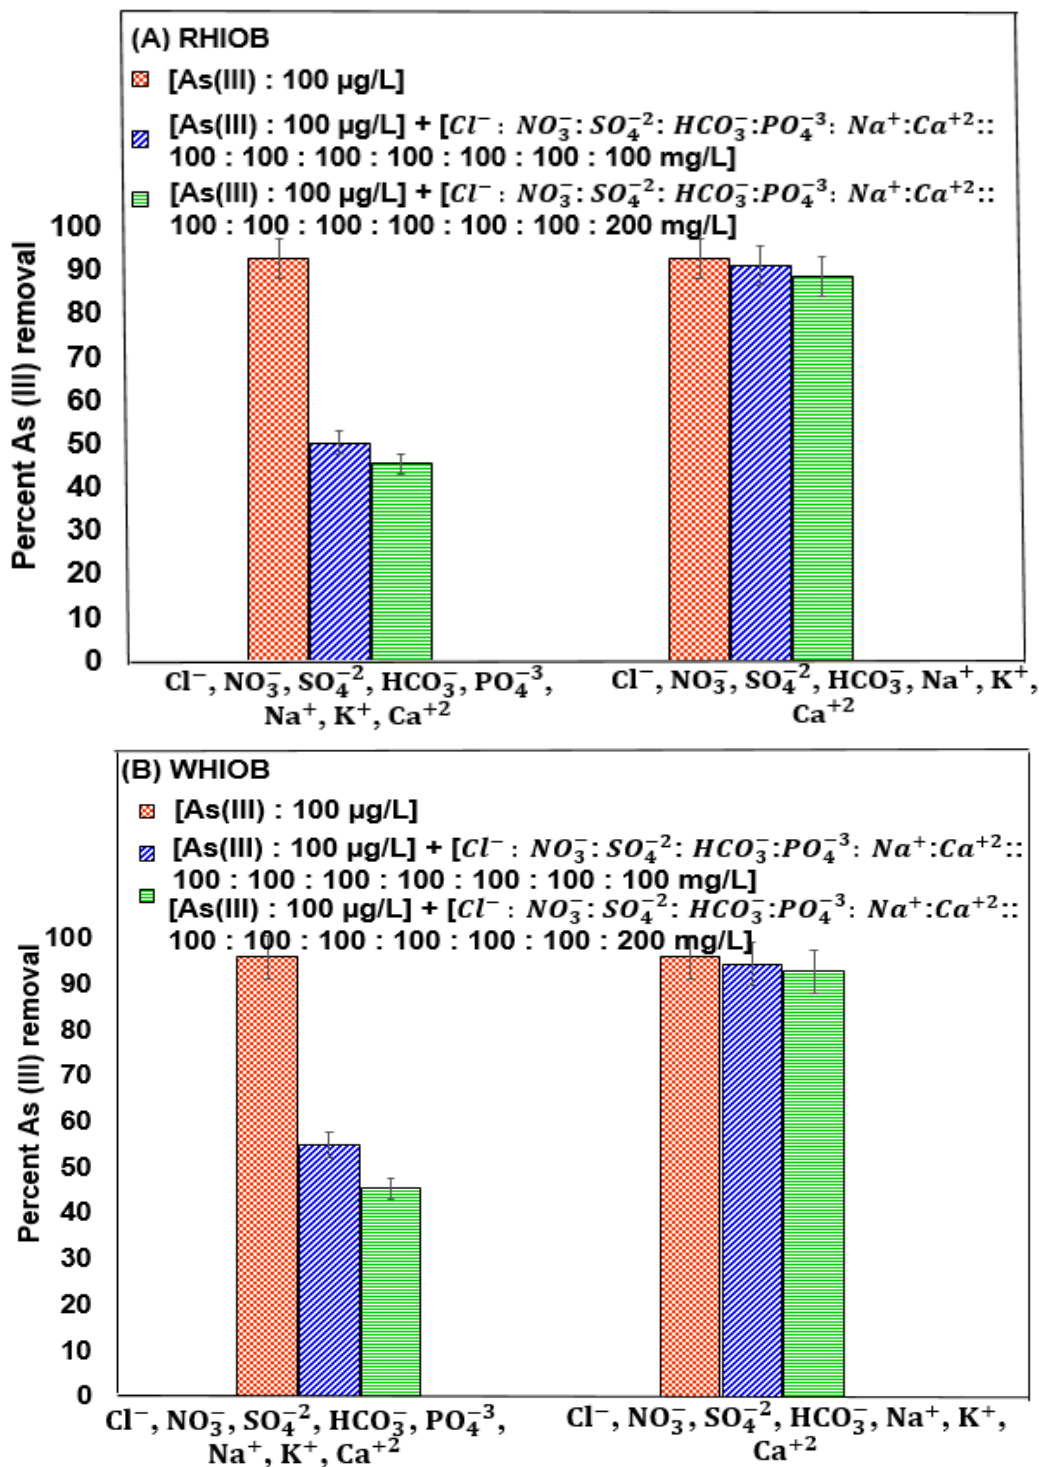 (A) RHIOB
[As(III) : 100 µg/L]
[As(III) : 100 µg/L] + [Cl⁻ : NO₃⁻: SO₄⁻²: HCO₃⁻:PO₄⁻³: Na⁺:Ca⁺²::
100 : 100 : 100 : 100 : 100 : 100 : 100 mg/L]
[As(III) : 100 µg/L] + [Cl⁻ : NO₃⁻: SO₄⁻²: HCO₃⁻:PO₄⁻³: Na⁺:Ca⁺²::
100 : 100 : 100 : 100 : 100 : 100 : 200 mg/L]
Percent As (III) removal
100
90
80
70
60
50
40
30
20
10
0
Cl⁻, NO₃⁻, SO₄⁻², HCO₃⁻, PO₄⁻³,
Na⁺, K⁺, Ca⁺²
Cl⁻, NO₃⁻, SO₄⁻², HCO₃⁻, Na⁺, K⁺,
Ca⁺²
(B) WHIOB
[As(III) : 100 µg/L]
[As(III) : 100 µg/L] + [Cl⁻ : NO₃⁻: SO₄⁻²: HCO₃⁻:PO₄⁻³: Na⁺:Ca⁺²::
100 : 100 : 100 : 100 : 100 : 100 : 100 mg/L]
[As(III) : 100 µg/L] + [Cl⁻ : NO₃⁻: SO₄⁻²: HCO₃⁻:PO₄⁻³: Na⁺:Ca⁺²::
100 : 100 : 100 : 100 : 100 : 100 : 200 mg/L]
Percent As (III) removal
100
90
80
70
60
50
40
30
20
10
0
Cl⁻, NO₃⁻, SO₄⁻², HCO₃⁻, PO₄⁻³,
Na⁺, K⁺, Ca⁺²
Cl⁻, NO₃⁻, SO₄⁻², HCO₃⁻, Na⁺, K⁺,
Ca⁺²